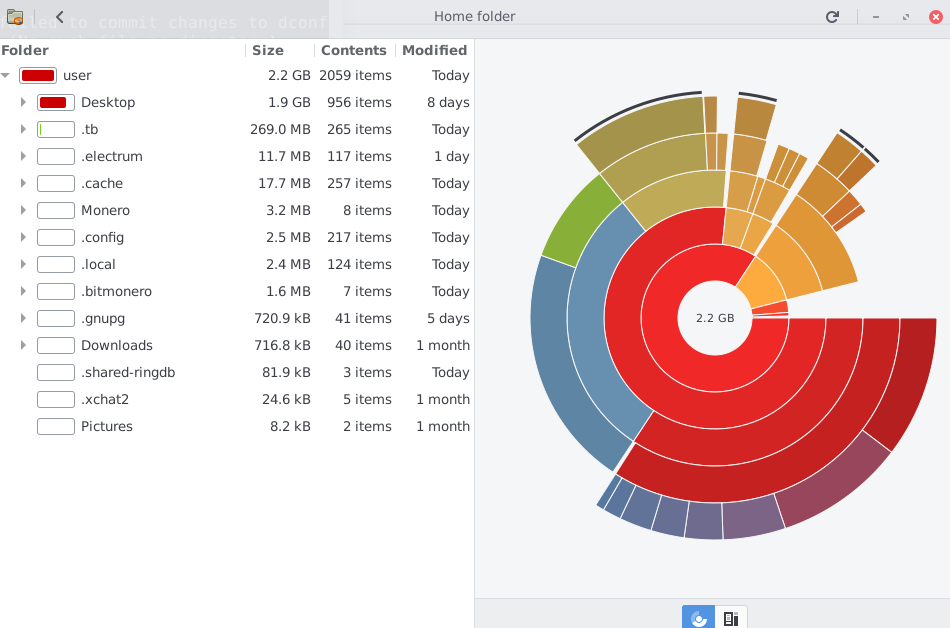 Home folder
Folder Size Contents Modified
user 2.2 GB 2059 items Today
Desktop 1.9 GB 956 items 8 days
.tb 269.0 MB 265 items Today
.electrum 11.7 MB 117 items 1 day
.cache 17.7 MB 257 items Today
Monero 3.2 MB 8 items Today
.config 2.5 MB 217 items Today
.local 2.4 MB 124 items Today
.bitmonero 1.6 MB 7 items Today
.gnupg 720.9 kB 41 items 5 days
Downloads 716.8 kB 40 items 1 month
.shared-ringdb 81.9 kB 3 items Today
.xchat2 24.6 kB 5 items 1 month
Pictures 8.2 kB 2 items 1 month
2.2 GB